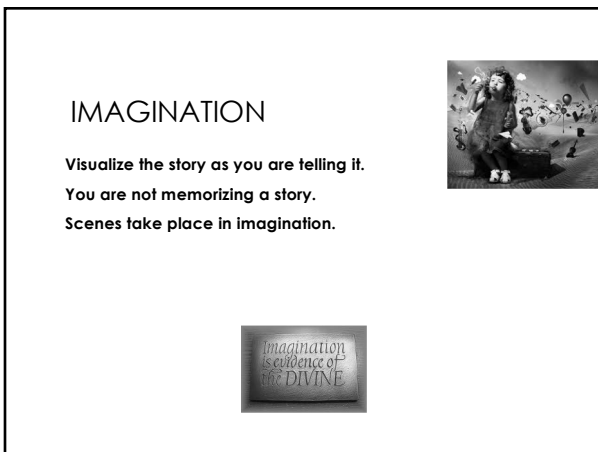 IMAGINATION
Visualize the story as you are telling it.
You are not memorizing a story.
Scenes take place in imagination.
Imagination
is evidence of
the DIVINE